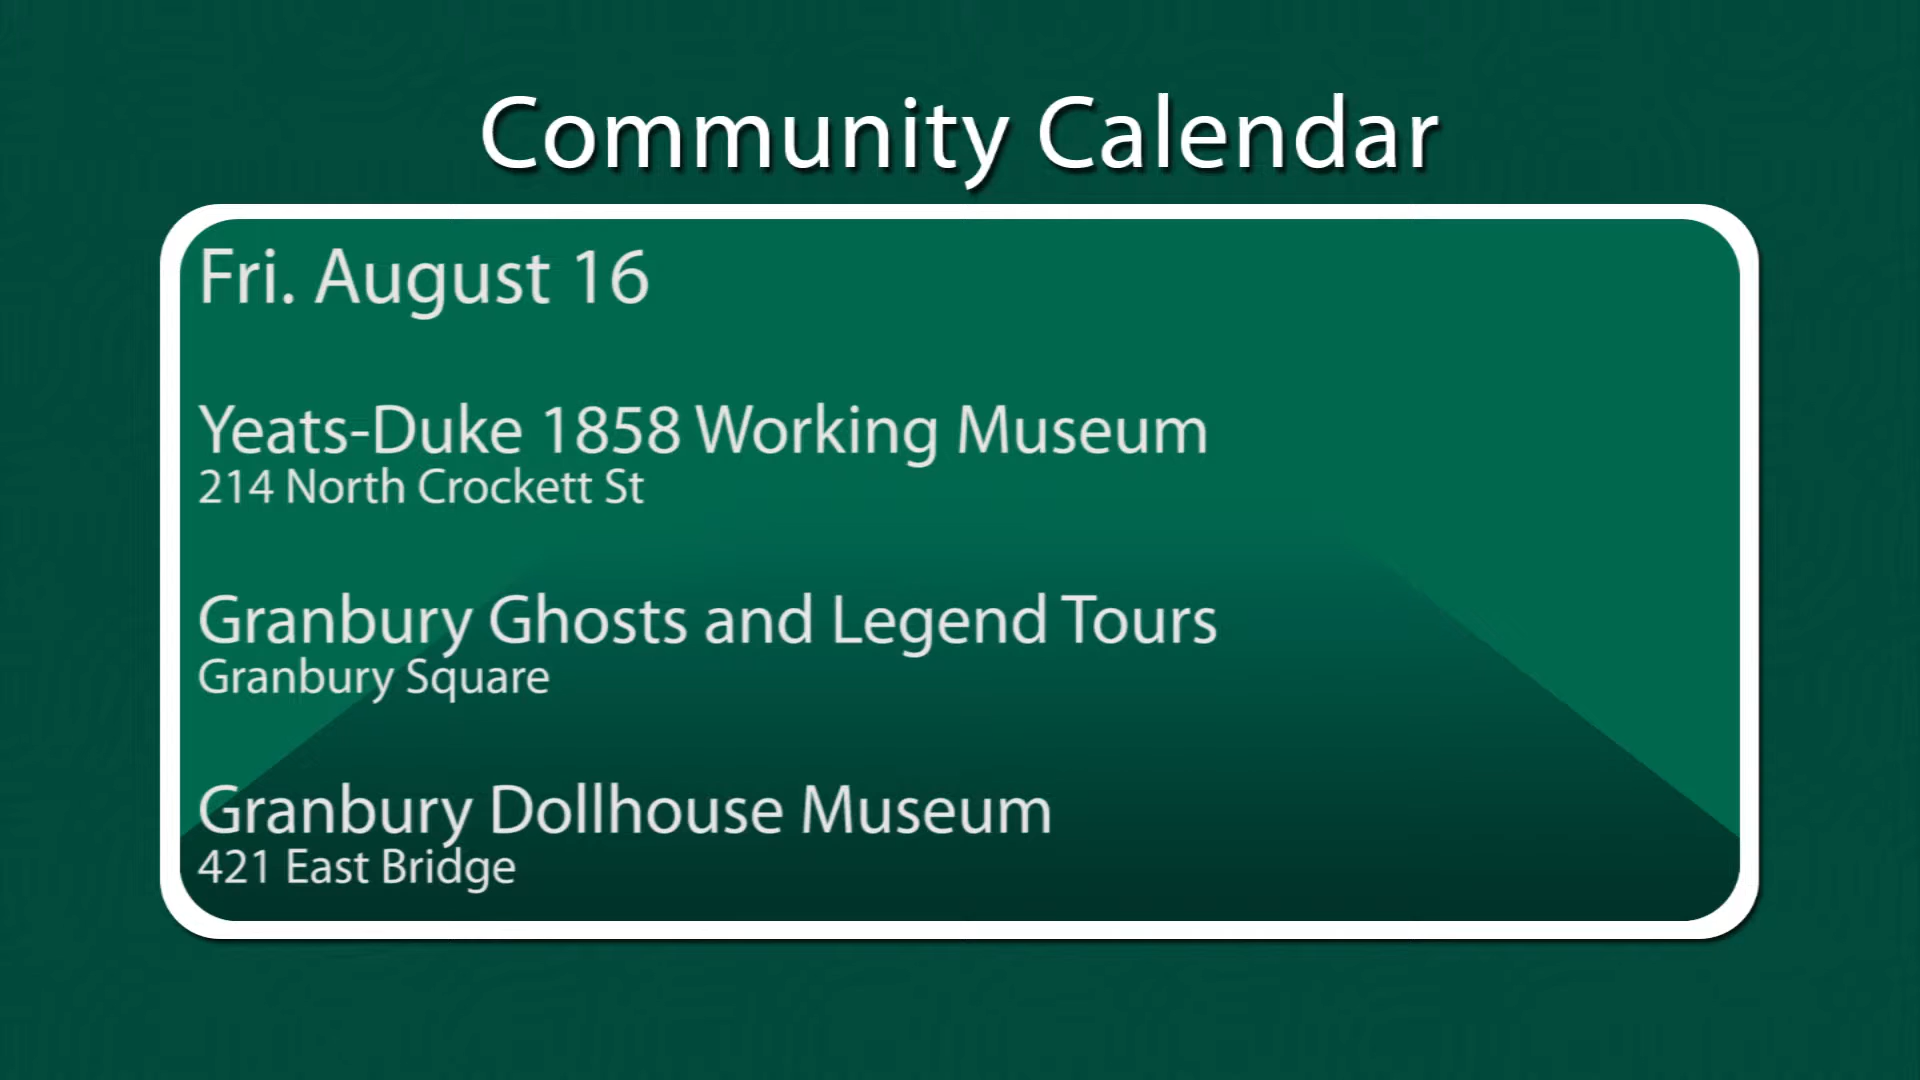 Community Calendar
Fri. August 16
Yeats-Duke 1858 Working Museum
214 North Crockett St
Granbury Ghosts and Legend Tours
Granbury Square
Granbury Dollhouse Museum
421 East Bridge